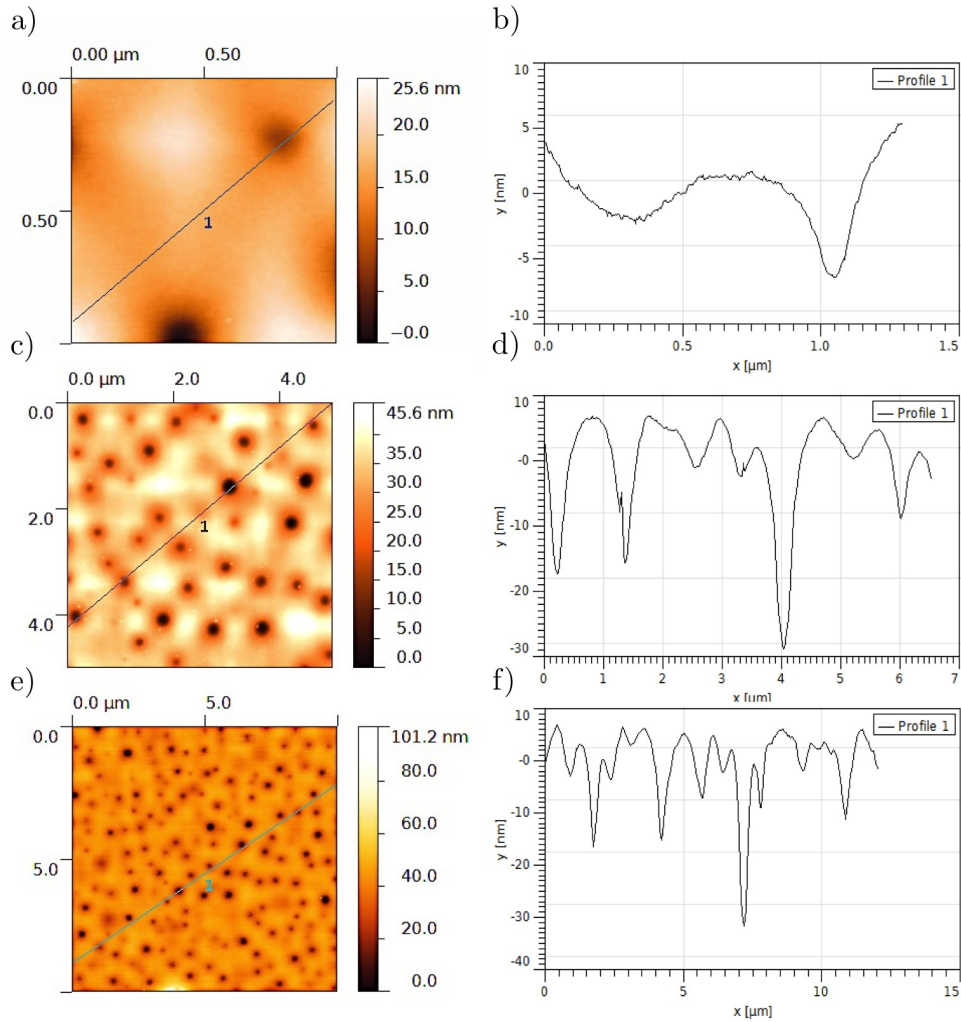 a)
0.00 µm 0.50
0.00
0.50
1
25.6 nm
20.0
15.0
10.0
5.0
−0.0
b)
Profile 1
10
5
0
-5
-10
y [nm]
0.0 0.5 1.0 1.5
x [µm]
c)
0.0 µm 2.0 4.0
0.0
2.0
4.0
1
45.6 nm
35.0
30.0
25.0
20.0
15.0
10.0
5.0
0.0
d)
Profile 1
10
-0
-10
-20
-30
y [nm]
0 1 2 3 4 5 6 7
x [µm]
e)
0.0 µm 5.0
0.0
5.0
1
101.2 nm
80.0
60.0
40.0
20.0
0.0
f)
Profile 1
10
-0
-10
-20
-30
-40
y [nm]
0 5 10 15
x [µm]